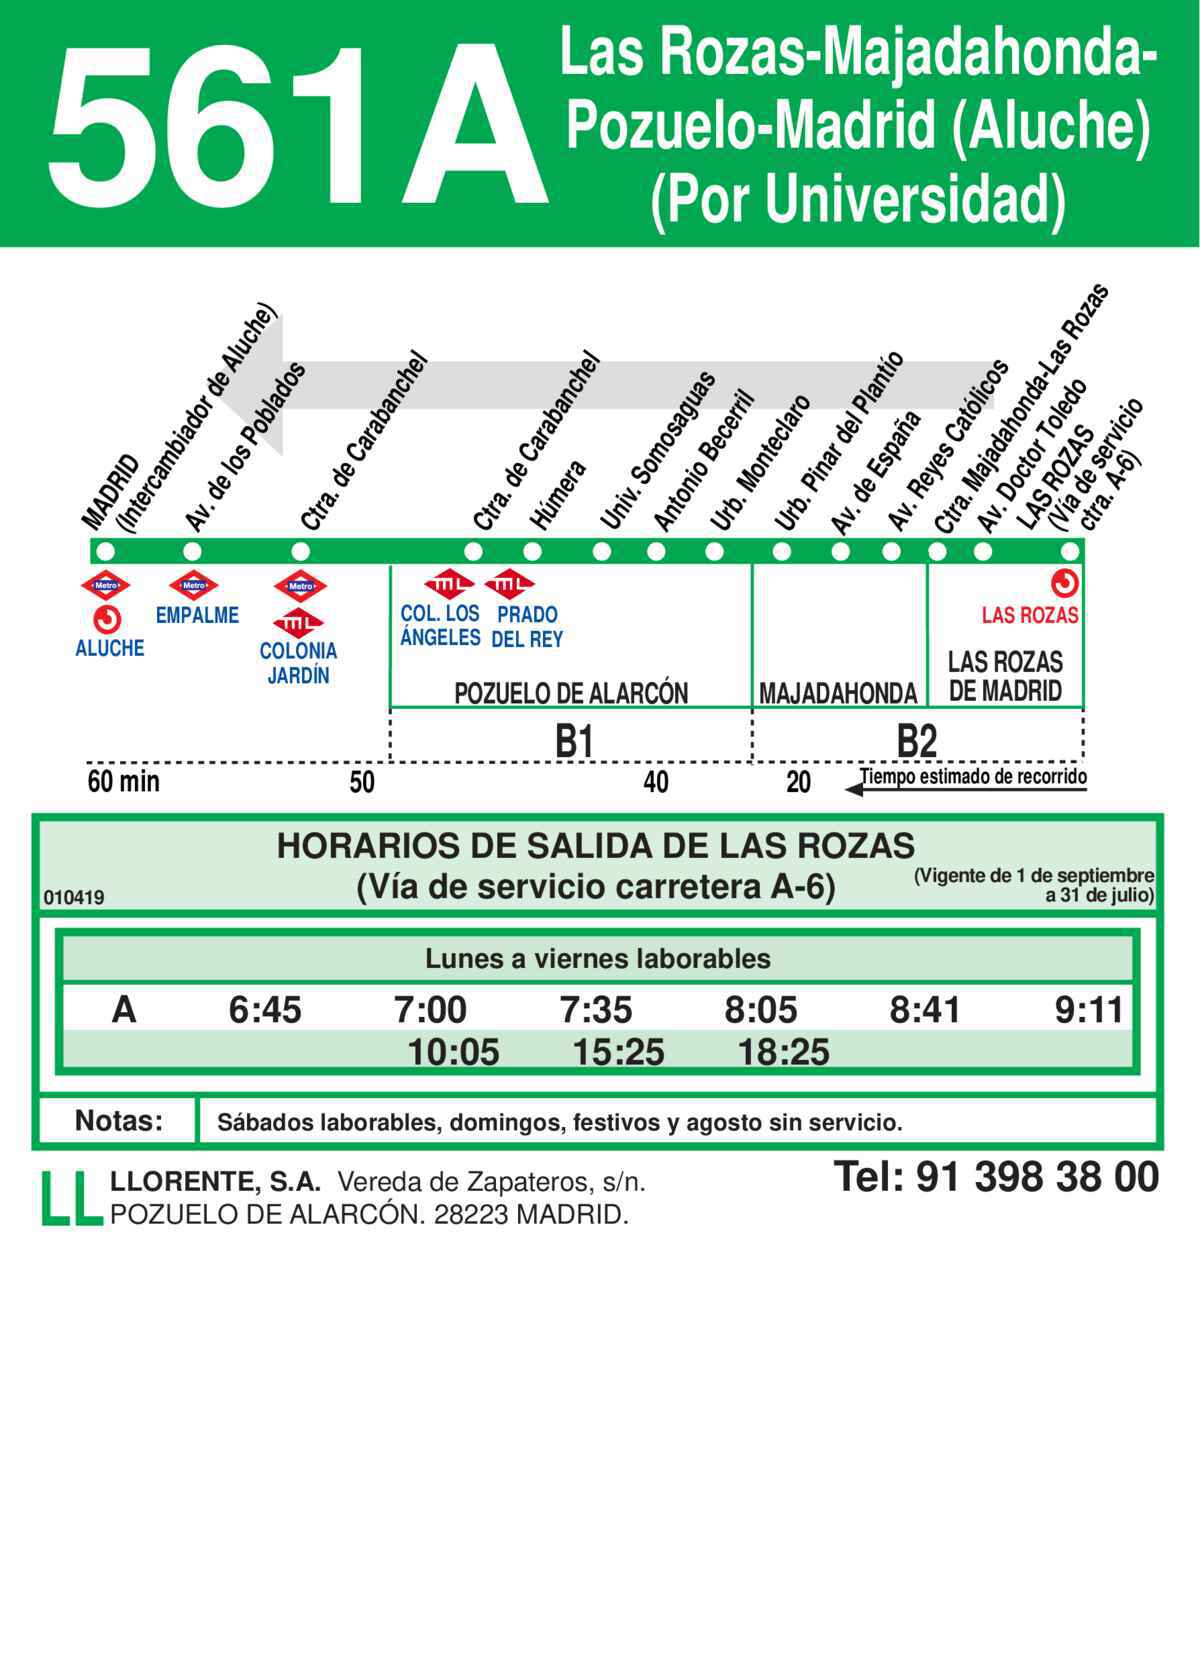 561A
Las Rozas-Majadahonda-
Pozuelo-Madrid (Aluche)
(Por Universidad)
MADRID
(Intercambiador de Aluche)
Av. de los Poblados
Ctra. de Carabanchel
Ctra. de Carabanchel
Húmera
Univ. Somosaguas
Antonio Becerril
Urb. Monteclaro
Urb. Pinar del Plantío
Av. de España
Av. Reyes Católicos
Ctra. Majadahonda-Las Rozas
Av. Doctor Toledo
LAS ROZAS
(Vía de servicio
ctra. A-6)
Metro
Metro
Metro
ML
ML
ML
ALUCHE
EMPALME
COLONIA
JARDÍN
COL. LOS
ÁNGELES
PRADO
DEL REY
LAS ROZAS
POZUELO DE ALARCÓN
MAJADAHONDA
LAS ROZAS
DE MADRID
B1
B2
60 min
50
40
20
Tiempo estimado de recorrido
HORARIOS DE SALIDA DE LAS ROZAS
(Vía de servicio carretera A-6)
(Vigente de 1 de septiembre
a 31 de julio)
010419
Lunes a viernes laborables
A 6:45 7:00 7:35 8:05 8:41 9:11
10:05 15:25 18:25
Notas: Sábados laborables, domingos, festivos y agosto sin servicio.
LL
LLORENTE, S.A. Vereda de Zapateros, s/n.
POZUELO DE ALARCÓN. 28223 MADRID.
Tel: 91 398 38 00